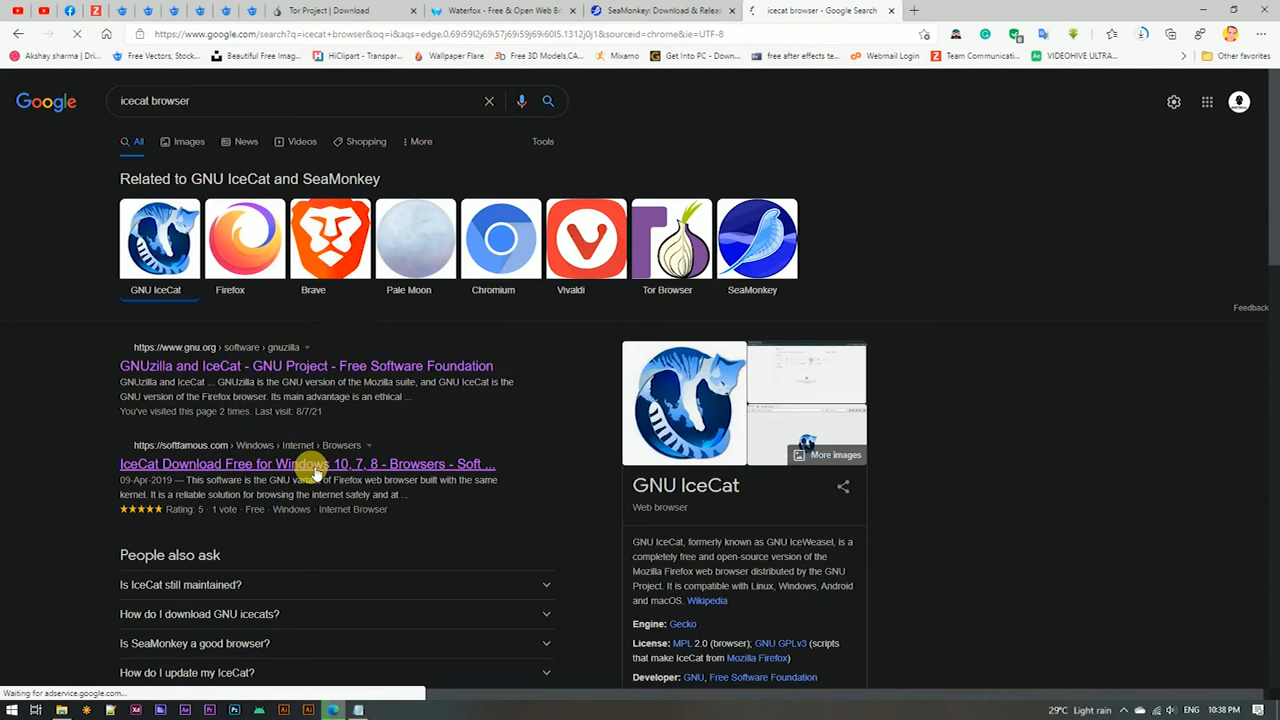 Tor Project | Download
Waterfox - Free & Open Web Br
SeaMonkey: Download & Releas
icecat browser - Google Search
https://www.google.com/search?q=icecat+browser&oq=i&aqs=edge.0.69i59l2j69i57j69i59j69i60l5.1312j0j1&sourceid=chrome&ie=UTF-8
Akshay sharma | Dri...
Free Vectors, Stock...
Beautiful Free Imag...
HiClipart - Transpar...
Wallpaper Flare
Free 3D Models,CA...
Mixamo
Get Into PC - Down...
free after effects te...
Webmail Login
Team Communicati...
VIDEOHIVE ULTRA...
Other favorites
Google
icecat browser
All
Images
News
Videos
Shopping
More
Tools
Related to GNU IceCat and SeaMonkey
GNU IceCat
Firefox
Brave
Pale Moon
Chromium
Vivaldi
Tor Browser
SeaMonkey
Feedback
https://www.gnu.org › software › gnuzilla
GNUzilla and IceCat - GNU Project - Free Software Foundation
GNUzilla and IceCat ... GNUzilla is the GNU version of the Mozilla suite, and GNU IceCat is the
GNU version of the Firefox browser. Its main advantage is an ethical ...
You've visited this page 2 times. Last visit: 8/7/21
https://softfamous.com › Windows › Internet › Browsers
IceCat Download Free for Windows 10, 7, 8 - Browsers - Soft ...
09-Apr-2019 — This software is the GNU variant of Firefox web browser built with the same
kernel. It is a reliable solution for browsing the internet safely and at ...
★★★★★ Rating: 5 · 1 vote · Free · Windows · Internet Browser
People also ask
Is IceCat still maintained?
How do I download GNU icecats?
Is SeaMonkey a good browser?
How do I update my IceCat?
More images
GNU IceCat
Web browser
GNU IceCat, formerly known as GNU IceWeasel, is a
completely free and open-source version of the
Mozilla Firefox web browser distributed by the GNU
Project. It is compatible with Linux, Windows, Android
and macOS. Wikipedia
Engine: Gecko
License: MPL 2.0 (browser); GNU GPLv3 (scripts
that make IceCat from Mozilla Firefox)
Developer: GNU, Free Software Foundation
Waiting for adservice.google.com...
29°C Light rain
ENG
10:38 PM